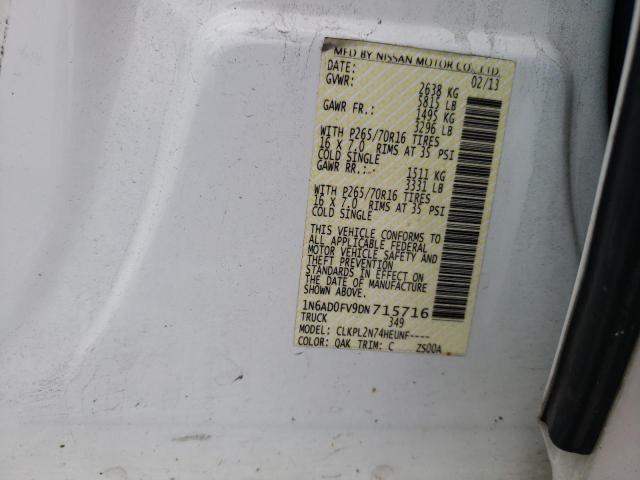 MFD BY NISSAN MOTOR CO., LTD.
DATE: 02/13
GVWR: 2638 KG
5815 LB
GAWR FR.: 1495 KG
3296 LB
WITH P265/70R16 TIRES
16 X 7.0 RIMS AT 35 PSI
COLD SINGLE
GAWR RR.: 1511 KG
3331 LB
WITH P265/70R16 TIRES
16 X 7.0 RIMS AT 35 PSI
COLD SINGLE
THIS VEHICLE CONFORMS TO
ALL APPLICABLE FEDERAL
MOTOR VEHICLE SAFETY AND
THEFT PREVENTION
STANDARDS IN EFFECT ON
THE DATE OF MANUFACTURE
SHOWN ABOVE.
1N6AD0FV9DN715716
TRUCK 349
MODEL: CLKPL2N74HEUNF----
COLOR: QAK TRIM: C ZS00A